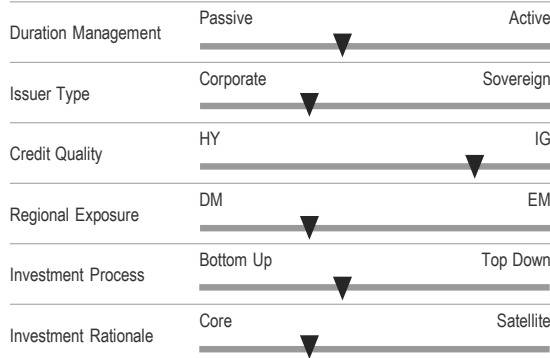 Duration Management Passive Active
Issuer Type Corporate Sovereign
Credit Quality HY IG
Regional Exposure DM EM
Investment Process Bottom Up Top Down
Investment Rationale Core Satellite